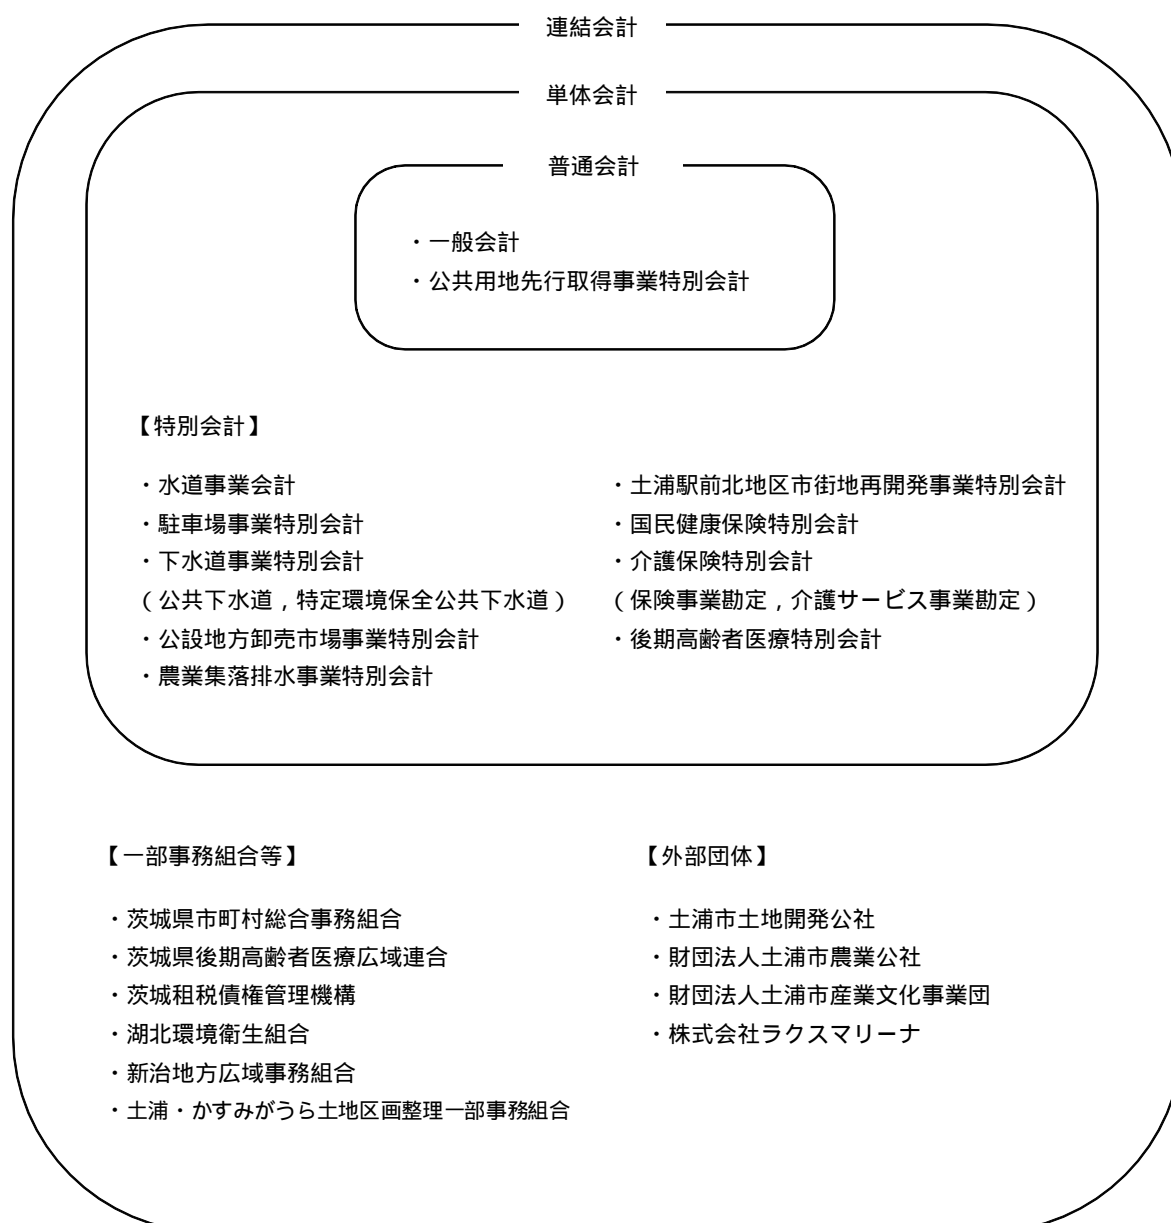 連結会計
単体会計
普通会計
・一般会計
・公共用地先行取得事業特別会計
【特別会計】
・水道事業会計
・駐車場事業特別会計
・下水道事業特別会計
（公共下水道，特定環境保全公共下水道）
・公設地方卸売市場事業特別会計
・農業集落排水事業特別会計
・土浦駅前北地区市街地再開発事業特別会計
・国民健康保険特別会計
・介護保険特別会計
（保険事業勘定，介護サービス事業勘定）
・後期高齢者医療特別会計
【一部事務組合等】
・茨城県市町村総合事務組合
・茨城県後期高齢者医療広域連合
・茨城租税債権管理機構
・湖北環境衛生組合
・新治地方広域事務組合
・土浦・かすみがうら土地区画整理一部事務組合
【外部団体】
・土浦市土地開発公社
・財団法人土浦市農業公社
・財団法人土浦市産業文化事業団
・株式会社ラクスマリーナ